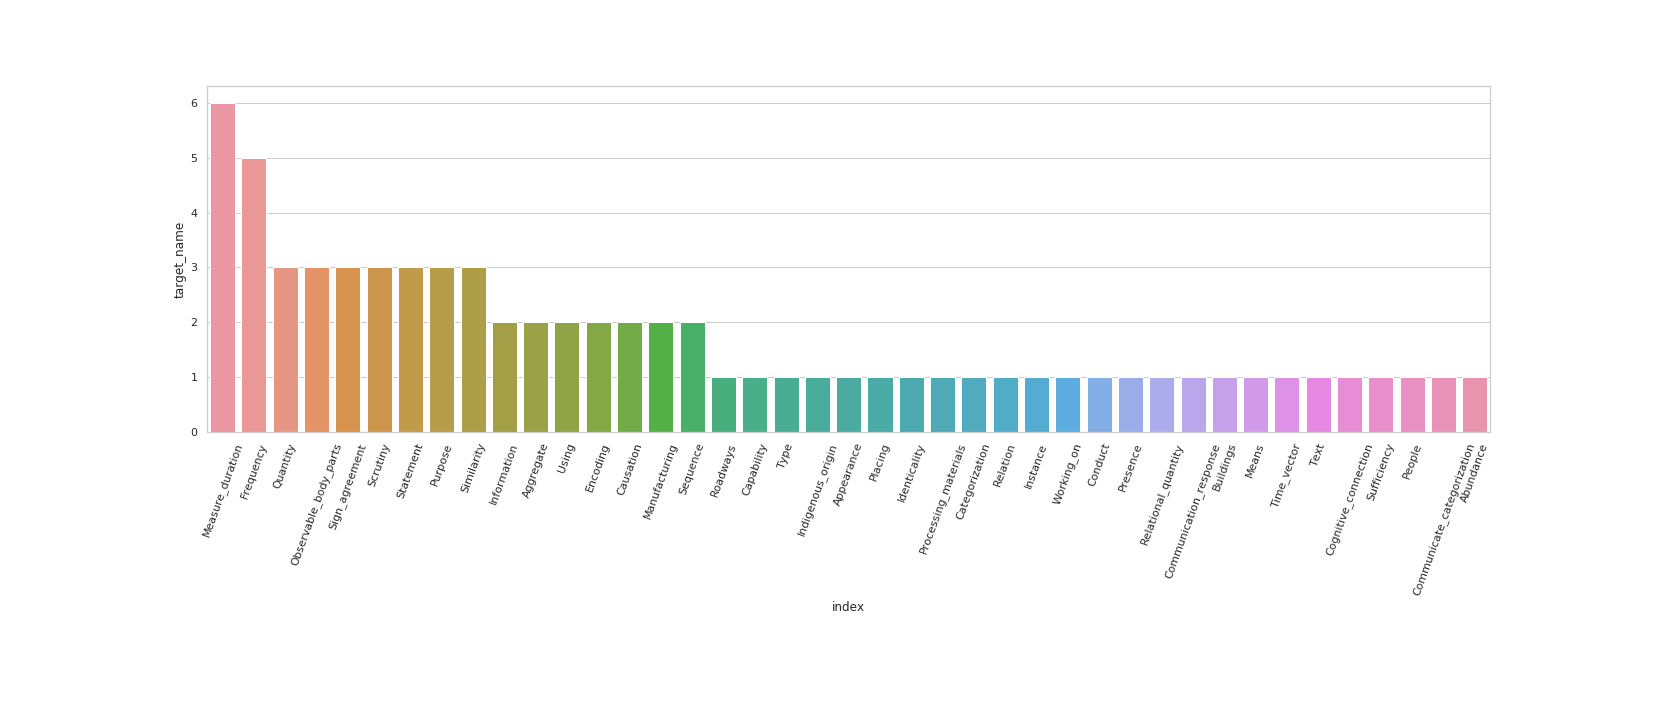 6
5
4
3
2
1
0
target_name
Measure_duration
Frequency
Quantity
Observable_body_parts
Sign_agreement
Scrutiny
Statement
Purpose
Similarity
Information
Aggregate
Using
Encoding
Causation
Manufacturing
Sequence
Roadways
Capability
Type
Indigenous_origin
Appearance
Placing
Identicality
Processing_materials
Categorization
Relation
Instance
Working_on
Conduct
Presence
Relational_quantity
Communication_response
Buildings
Means
Time_vector
Text
Cognitive_connection
Sufficiency
People
Communicate_categorization
Abundance
index